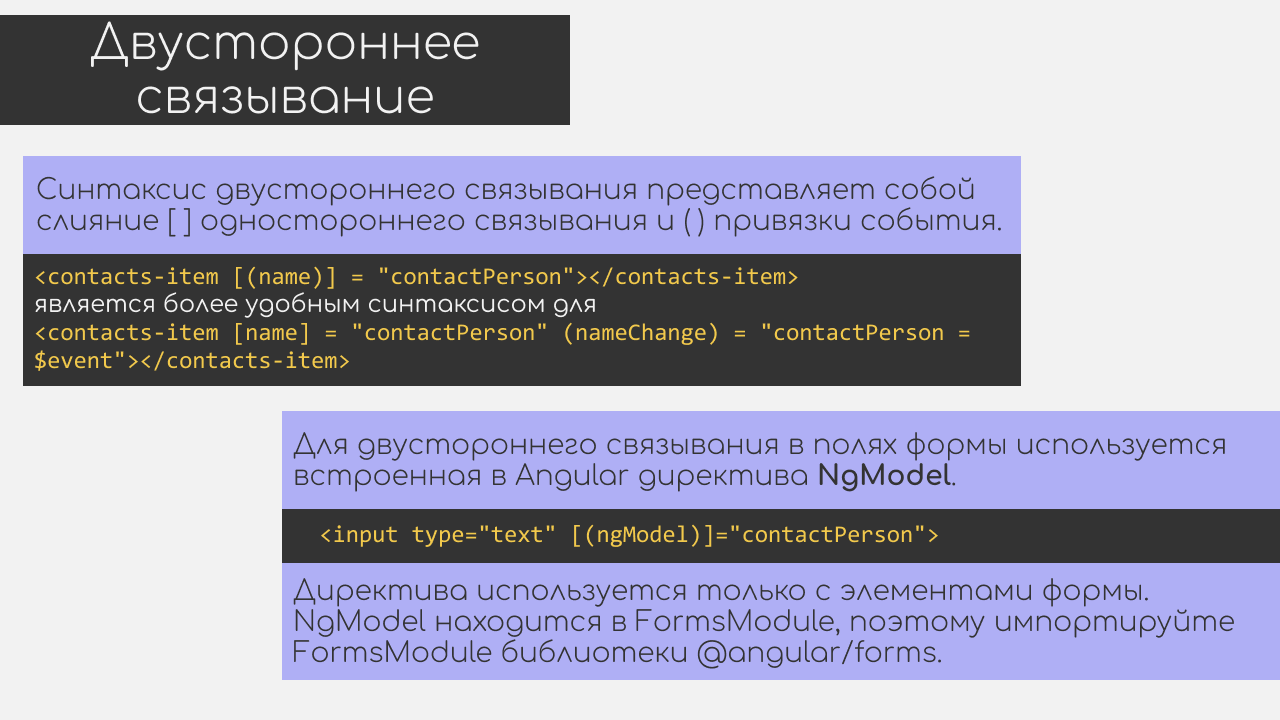 Двустороннее
связывание
Синтаксис двустороннего связывания представляет собой
слияние [ ] одностороннего связывания и ( ) привязки события.
<contacts-item [(name)] = "contactPerson"></contacts-item>
является более удобным синтаксисом для
<contacts-item [name] = "contactPerson" (nameChange) = "contactPerson =
$event"></contacts-item>
Для двустороннего связывания в полях формы используется
встроенная в Angular директива NgModel.
<input type="text" [(ngModel)]="contactPerson">
Директива используется только с элементами формы.
NgModel находится в FormsModule, поэтому импортируйте
FormsModule библиотеки @angular/forms.